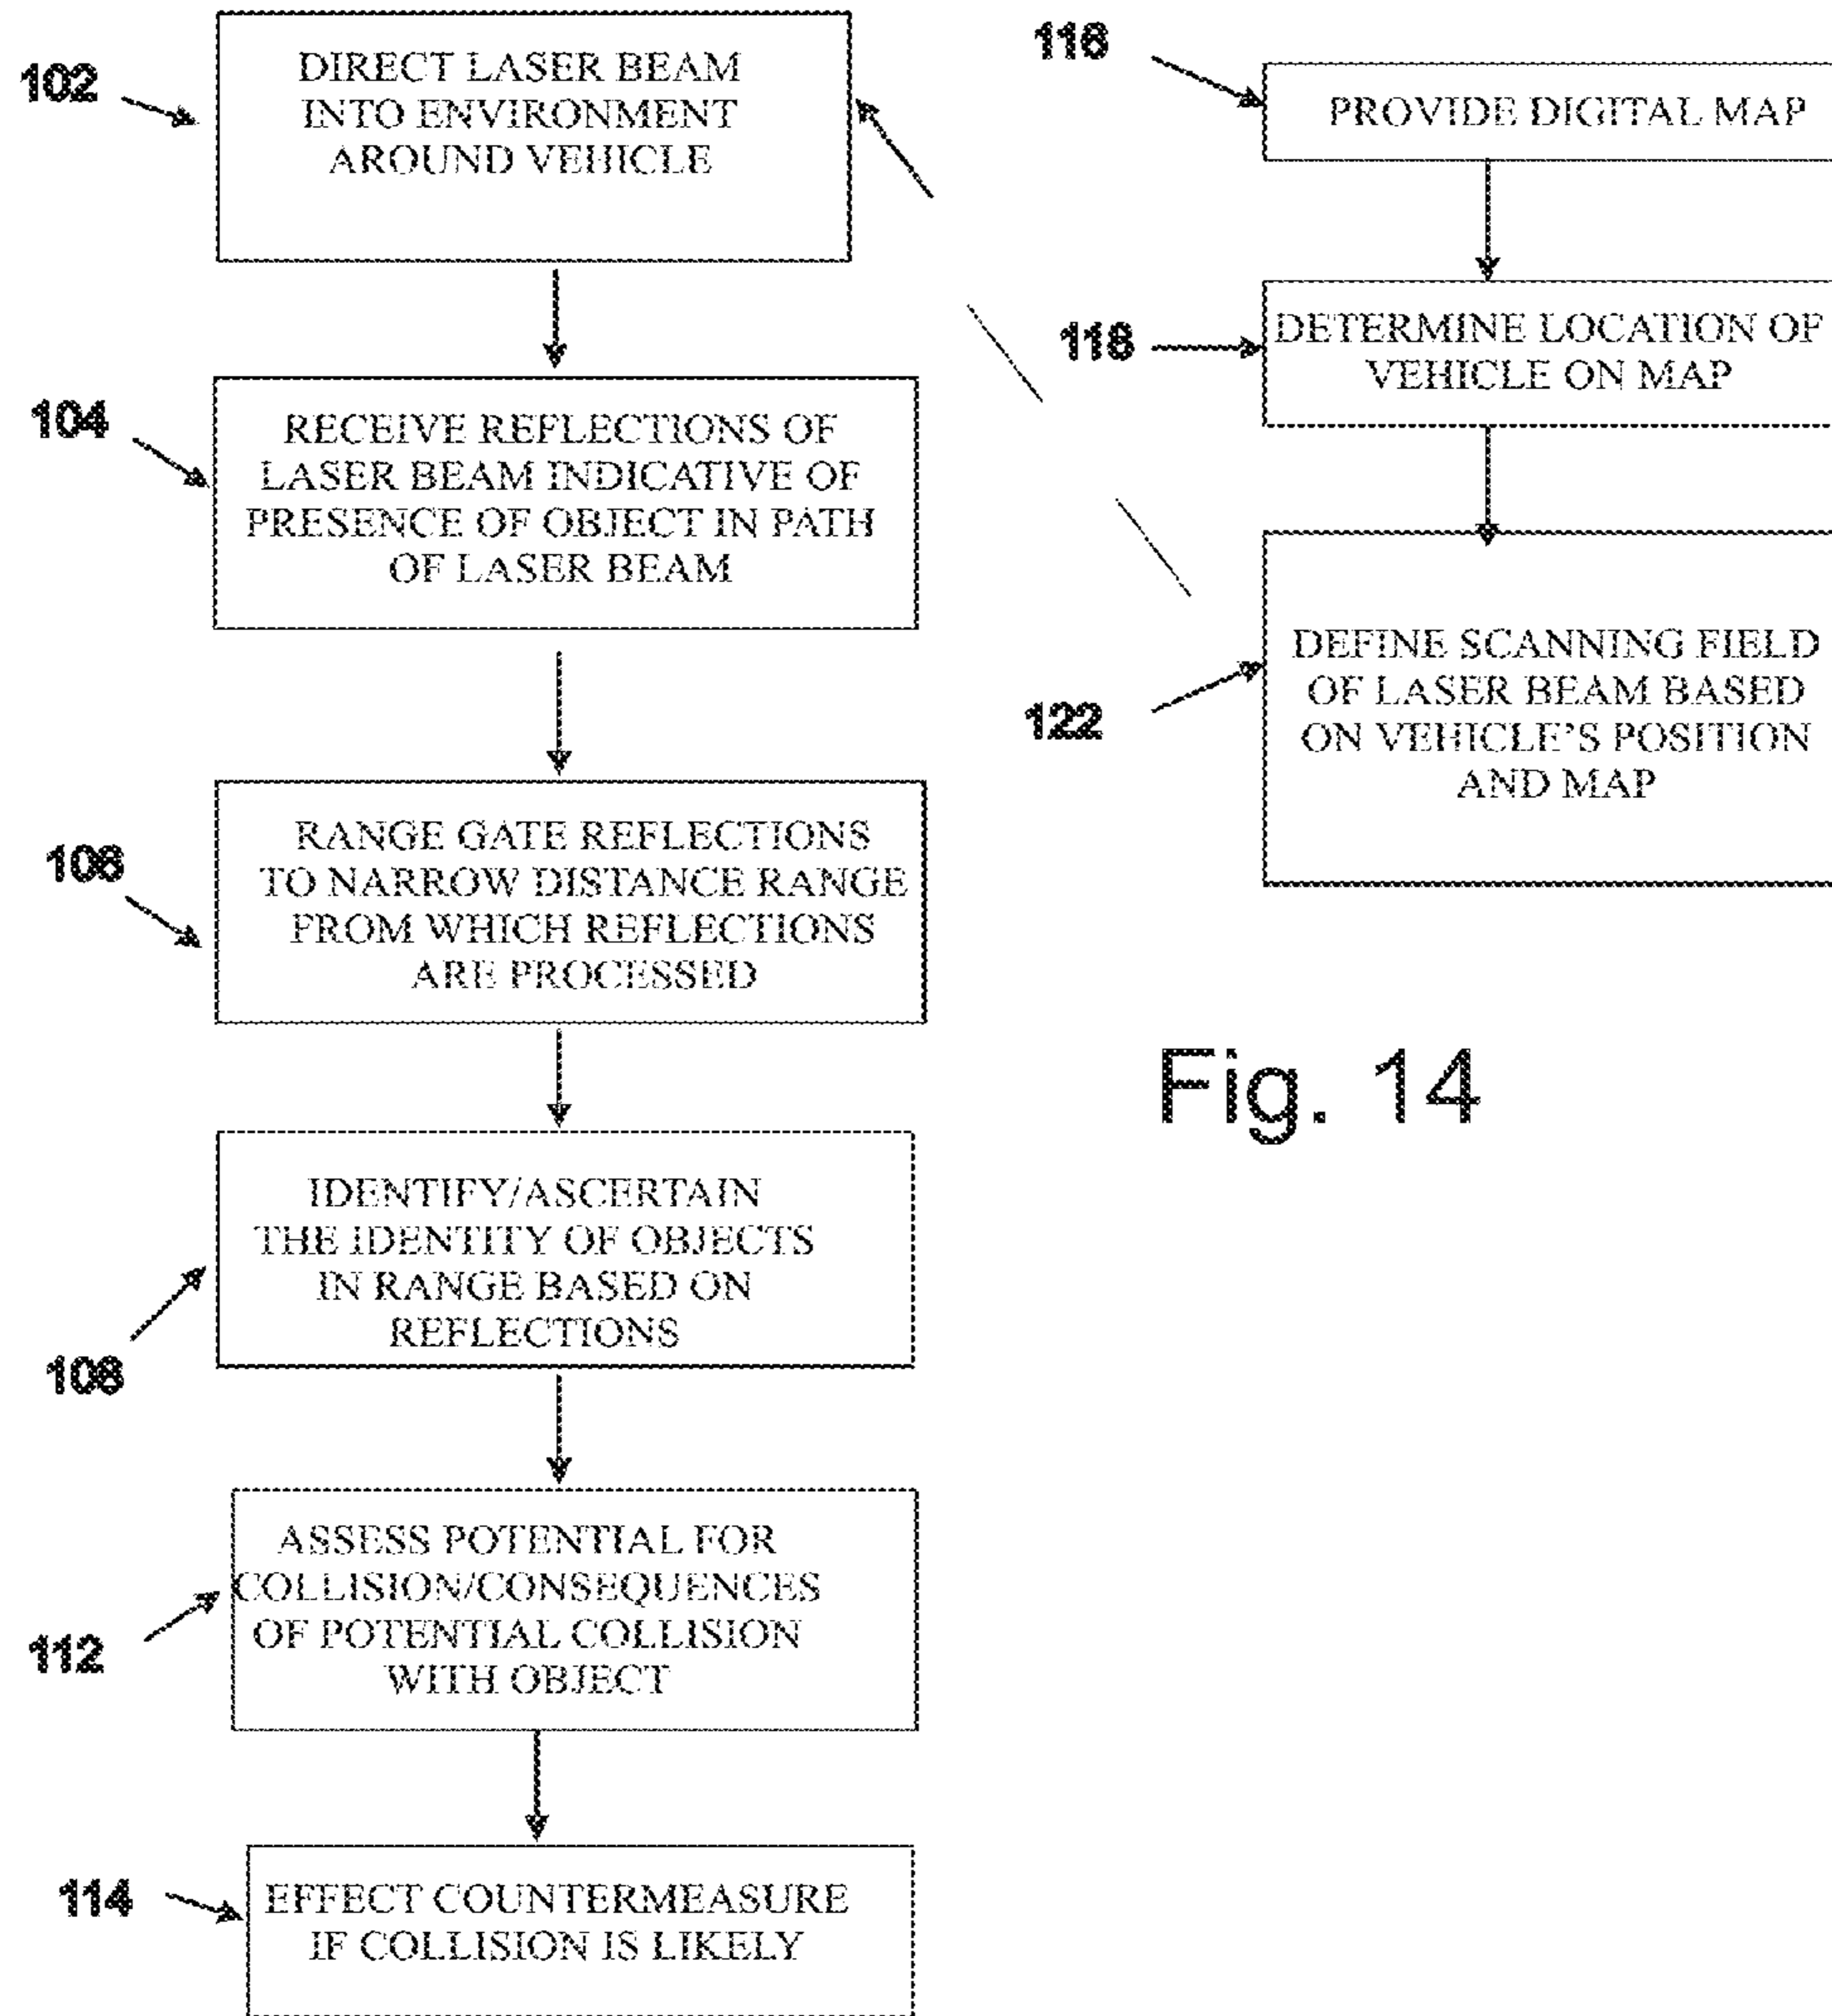 102
DIRECT LASER BEAM
INTO ENVIRONMENT
AROUND VEHICLE
104
RECEIVE REFLECTIONS OF
LASER BEAM INDICATIVE OF
PRESENCE OF OBJECT IN PATH
OF LASER BEAM
106
RANGE GATE REFLECTIONS
TO NARROW DISTANCE RANGE
FROM WHICH REFLECTIONS
ARE PROCESSED
108
IDENTIFY/ASCERTAIN
THE IDENTITY OF OBJECTS
IN RANGE BASED ON
REFLECTIONS
112
ASSESS POTENTIAL FOR
COLLISION/CONSEQUENCES
OF POTENTIAL COLLISION
WITH OBJECT
114
EFFECT COUNTERMEASURE
IF COLLISION IS LIKELY
116
PROVIDE DIGITAL MAP
118
DETERMINE LOCATION OF
VEHICLE ON MAP
122
DEFINE SCANNING FIELD
OF LASER BEAM BASED
ON VEHICLE'S POSITION
AND MAP
Fig. 14